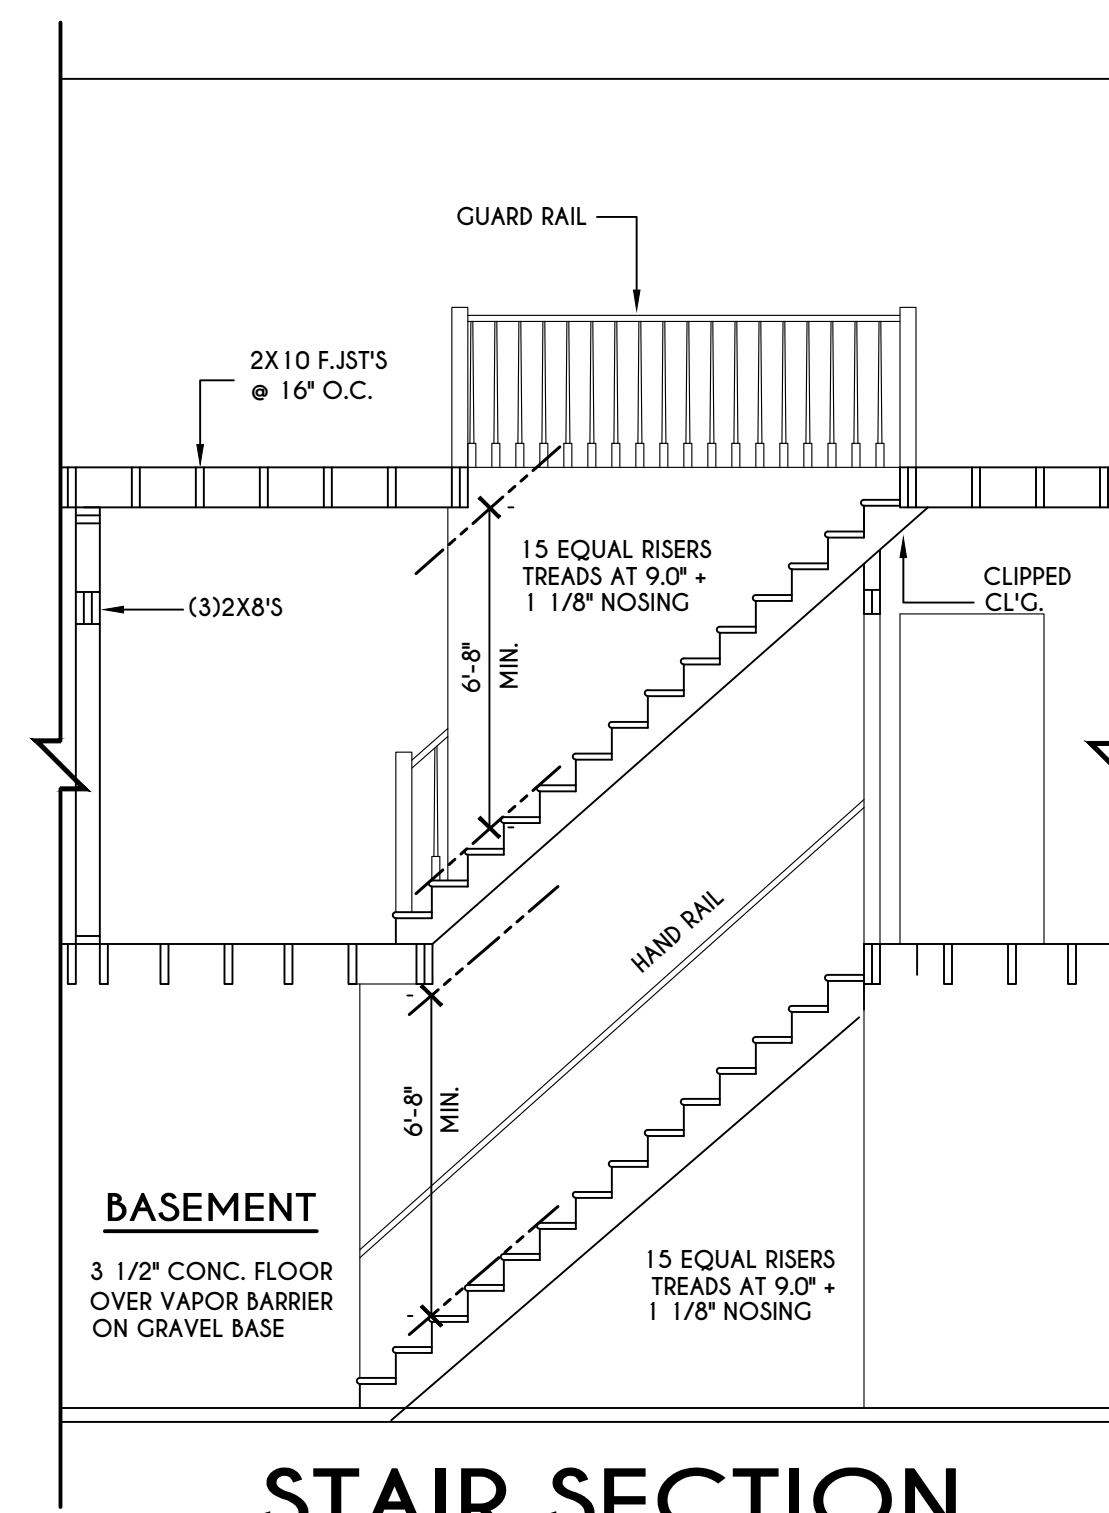 GUARD RAIL
2X10 F.JST'S
@ 16" O.C.
15 EQUAL RISERS
TREADS AT 9.0" +
1 1/8" NOSING
CLIPPED
CL'G.
(3)2X8'S
6'-8"
MIN.
HAND RAIL
6'-8"
MIN.
BASEMENT
3 1/2" CONC. FLOOR
OVER VAPOR BARRIER
ON GRAVEL BASE
15 EQUAL RISERS
TREADS AT 9.0" +
1 1/8" NOSING
STAIR SECTION